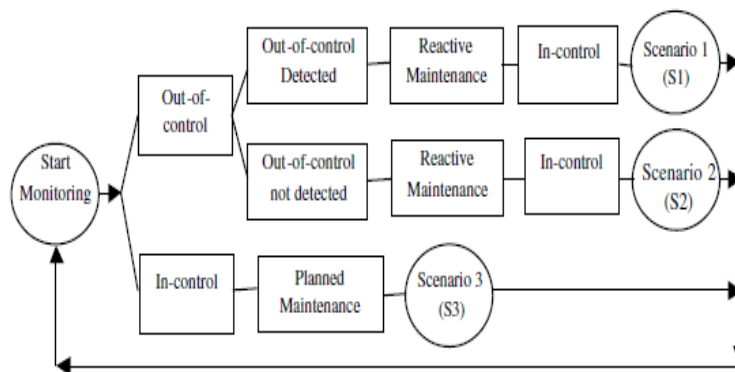 Out-of-control
Detected
Reactive
Maintenance
In-control
Scenario 1
(S1)
Out-of-
control
Start
Monitoring
Out-of-control
not detected
Reactive
Maintenance
In-control
Scenario 2
(S2)
In-control
Planned
Maintenance
Scenario 3
(S3)